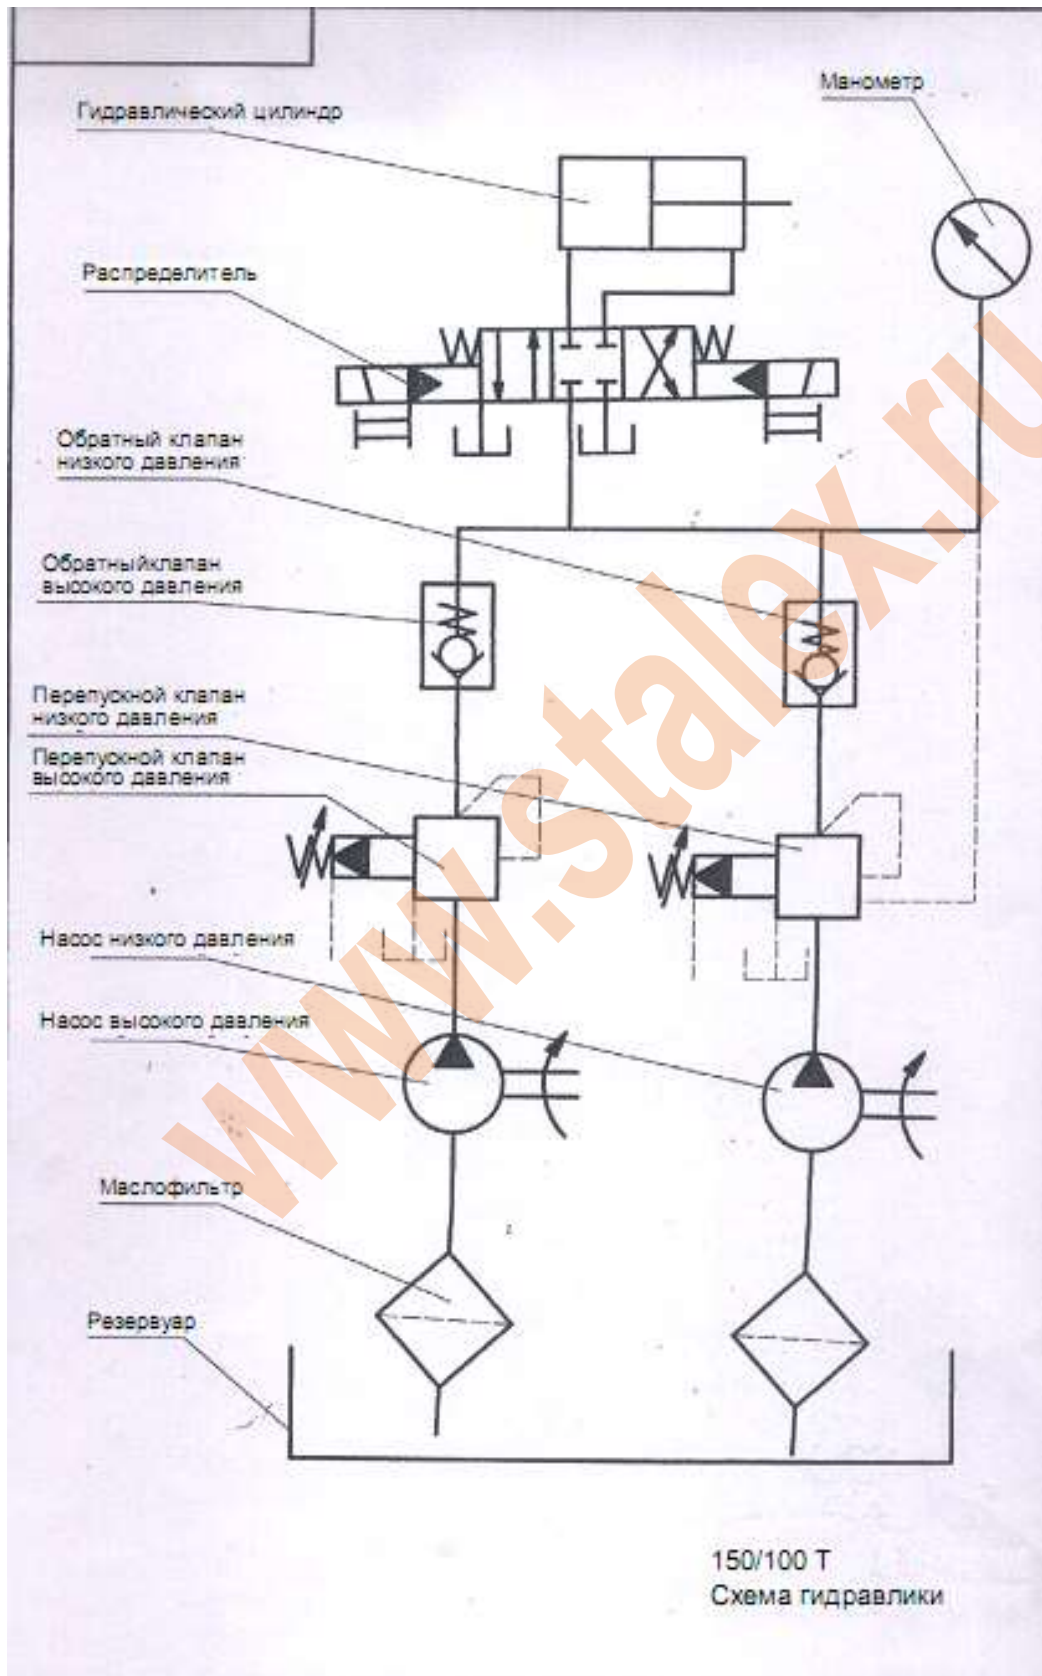 Манометр
Гидравлический цилиндр
Распределитель
Обратный клапан
низкого давления
Обратныйклапан
высокого давления
Перепускной клапан
низкого давления
Перепускной клапан
высокого давления
Насос низкого давления
Насос высокого давления
Маслофильтр
Резервуар
150/100 Т
Схема гидравлики
www.stalex.ru